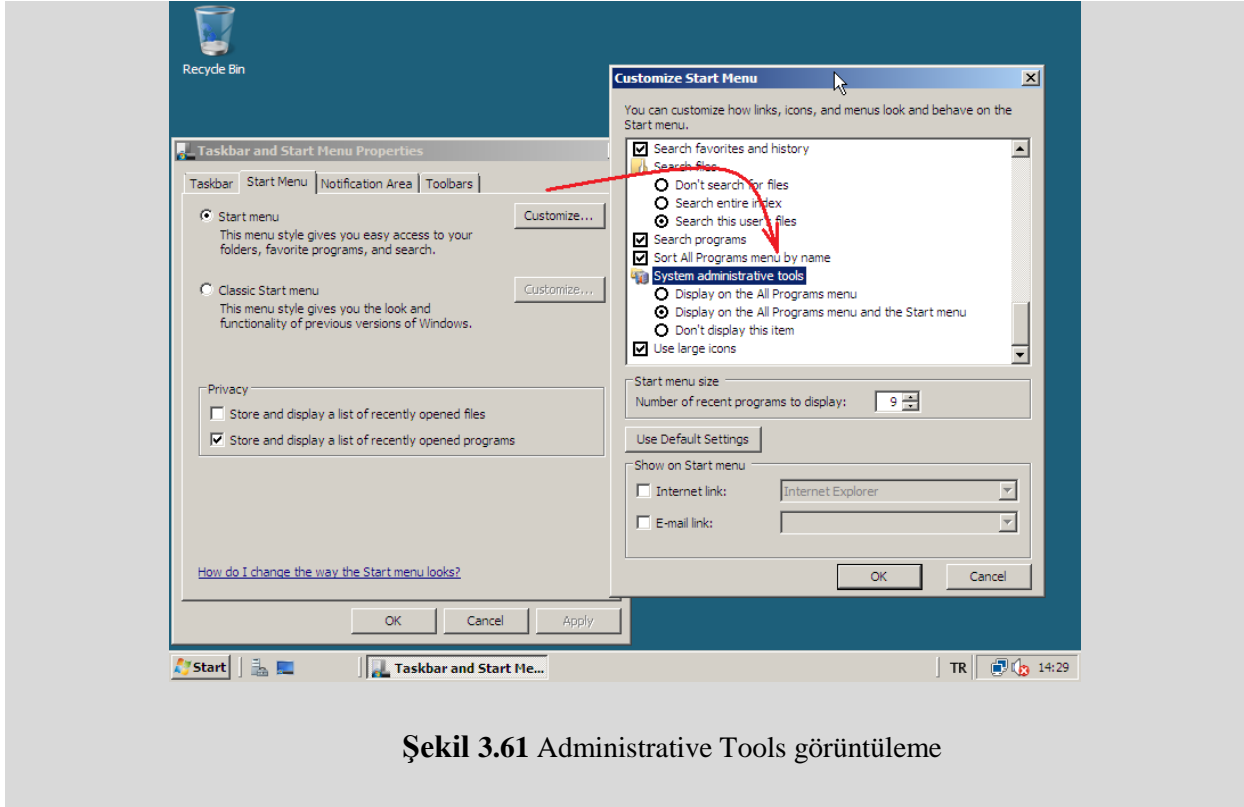 Recycle Bin
Taskbar and Start Menu Properties
Taskbar
Start Menu
Notification Area
Toolbars
Start menu
Customize...
This menu style gives you easy access to your
folders, favorite programs, and search.
Classic Start menu
Customize...
This menu style gives you the look and
functionality of previous versions of Windows.
Privacy
Store and display a list of recently opened files
Store and display a list of recently opened programs
How do I change the way the Start menu looks?
OK
Cancel
Apply
Customize Start Menu
You can customize how links, icons, and menus look and behave on the
Start menu.
Search favorites and history
Search files
Don't search for files
Search entire index
Search this user's files
Search programs
Sort All Programs menu by name
System administrative tools
Display on the All Programs menu
Display on the All Programs menu and the Start menu
Don't display this item
Use large icons
Start menu size
Number of recent programs to display: 9
Use Default Settings
Show on Start menu
Internet link: Internet Explorer
E-mail link:
OK
Cancel
Start
Taskbar and Start Me...
TR
14:29
Şekil 3.61 Administrative Tools görüntüleme